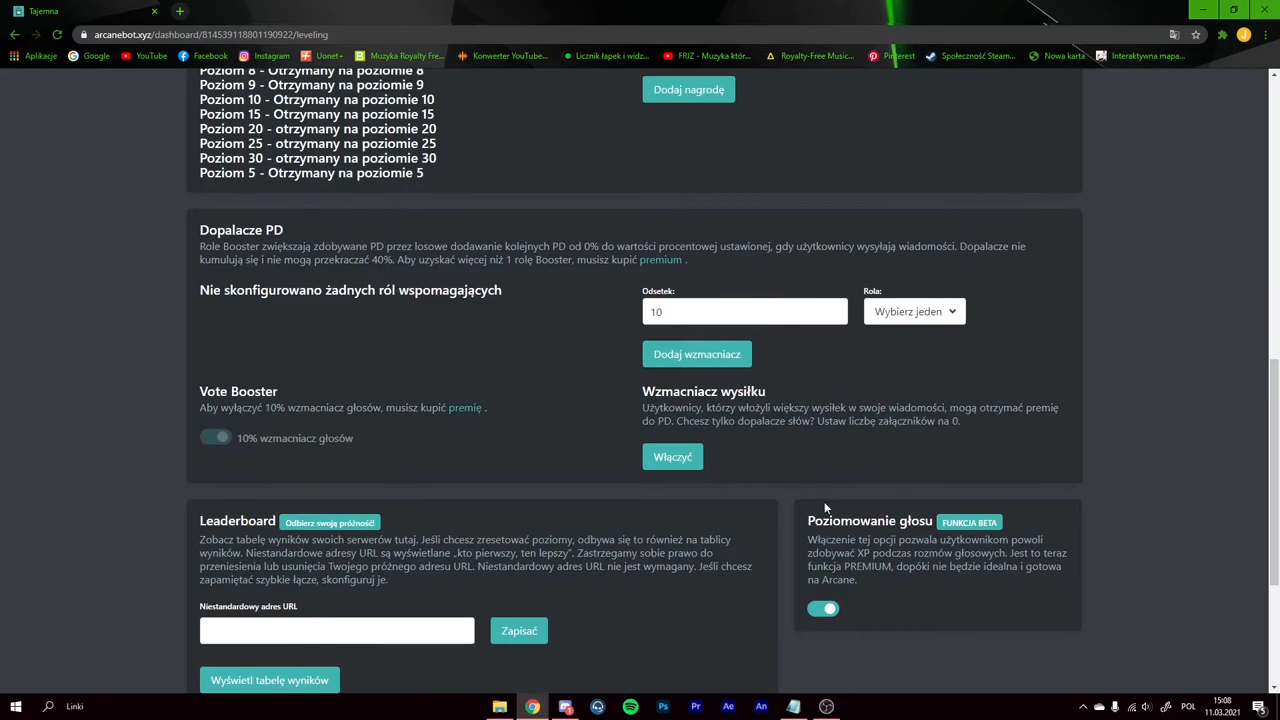 Tajemna
arcanebot.xyz/dashboard/814539118801190922/leveling
Aplikacje Google YouTube Facebook Instagram Uonet+ Muzyka Royalty Fre... Konwerter YouTube... Licznik łapek i widz... FRIZ - Muzyka któr... Royalty-Free Music... Pinterest Społeczność Steam... Nowa karta Interaktywna mapa...
Poziom 8 - Otrzymany na poziomie 8
Poziom 9 - Otrzymany na poziomie 9
Poziom 10 - Otrzymany na poziomie 10
Poziom 15 - Otrzymany na poziomie 15
Poziom 20 - otrzymany na poziomie 20
Poziom 25 - otrzymany na poziomie 25
Poziom 30 - otrzymany na poziomie 30
Poziom 5 - Otrzymany na poziomie 5
Dodaj nagrodę
Dopalacze PD
Role Booster zwiększają zdobywane PD przez losowe dodawanie kolejnych PD od 0% do wartości procentowej ustawionej, gdy użytkownicy wysyłają wiadomości. Dopalacze nie
kumulują się i nie mogą przekraczać 40%. Aby uzyskać więcej niż 1 rolę Booster, musisz kupić premium .
Nie skonfigurowano żadnych ról wspomagających
Odsetek:
10
Rola:
Wybierz jeden
Dodaj wzmacniacz
Vote Booster
Aby wyłączyć 10% wzmacniacz głosów, musisz kupić premię .
10% wzmacniacz głosów
Wzmacniacz wysiłku
Użytkownicy, którzy włożyli większy wysiłek w swoje wiadomości, mogą otrzymać premię
do PD. Chcesz tylko dopalacze słów? Ustaw liczbę załączników na 0.
Włączyć
Leaderboard Odbierz swoją próżność!
Zobacz tabelę wyników swoich serwerów tutaj. Jeśli chcesz zresetować poziomy, odbywa się to również na tablicy
wyników. Niestandardowe adresy URL są wyświetlane „kto pierwszy, ten lepszy”. Zastrzegamy sobie prawo do
przeniesienia lub usunięcia Twojego próżnego adresu URL. Niestandardowy adres URL nie jest wymagany. Jeśli chcesz
zapamiętać szybkie łącze, skonfiguruj je.
Niestandardowy adres URL
Zapisać
Wyświetl tabelę wyników
Poziomowanie głosu FUNKCJA BETA
Włączenie tej opcji pozwala użytkownikom powoli
zdobywać XP podczas rozmów głosowych. Jest to teraz
funkcja PREMIUM, dopóki nie będzie idealna i gotowa
na Arcane.
Linki
Ps Pr Ae An
POL
15:08
11.03.2021